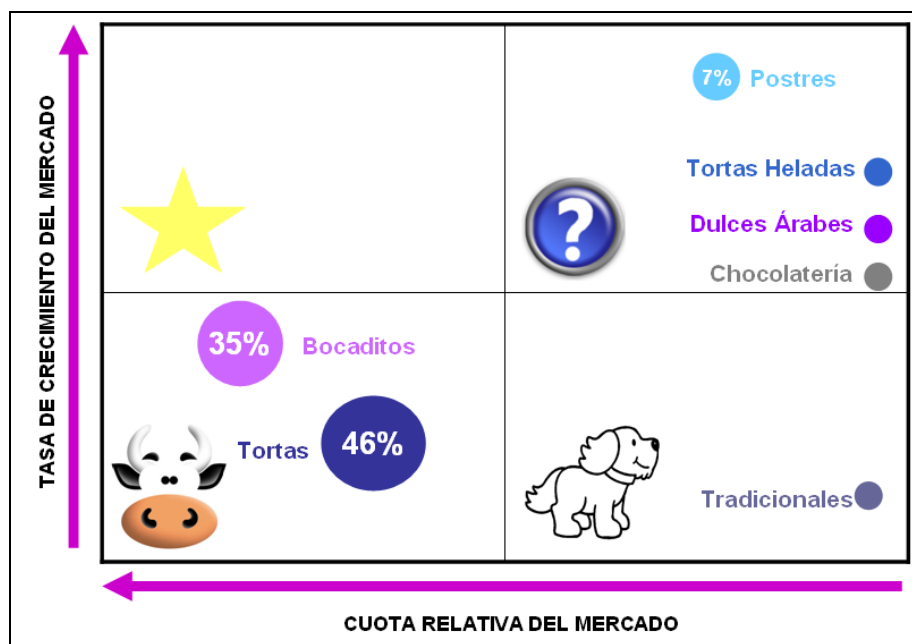 TASA DE CRECIMIENTO DEL MERCADO
7% Postres
Tortas Heladas
?
Dulces Árabes
Chocolatería
35% Bocaditos
Tortas 46%
Tradicionales
CUOTA RELATIVA DEL MERCADO